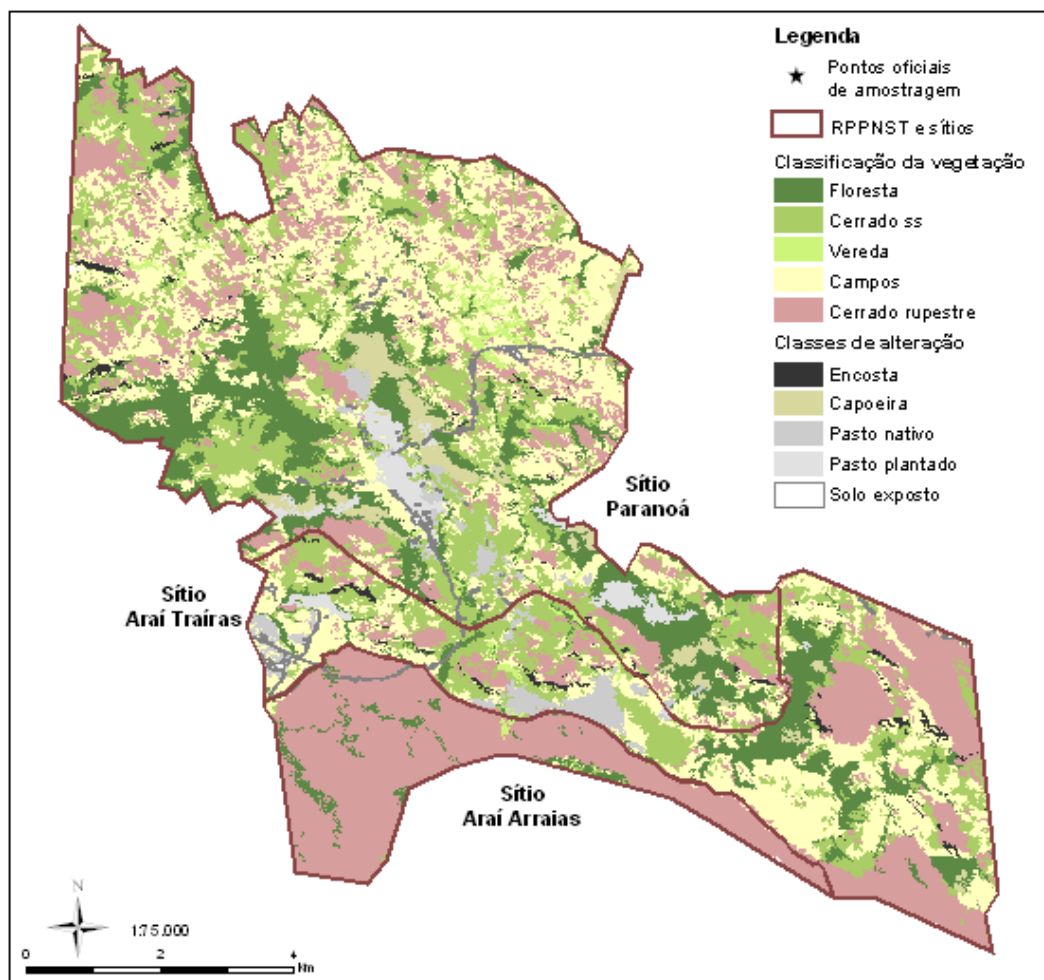 Legenda
Pontos oficiais
de amostragem
RPPNST e sítios
Classificação da vegetação
Floresta
Cerrado ss
Vereda
Campos
Cerrado rupestre
Classes de alteração
Encosta
Capoeira
Pasto nativo
Pasto plantado
Solo exposto
Sítio
Paranoá
Sítio
Araí Traíras
Sítio
Araí Arraias
N
1:75.000
0 2 4
Km